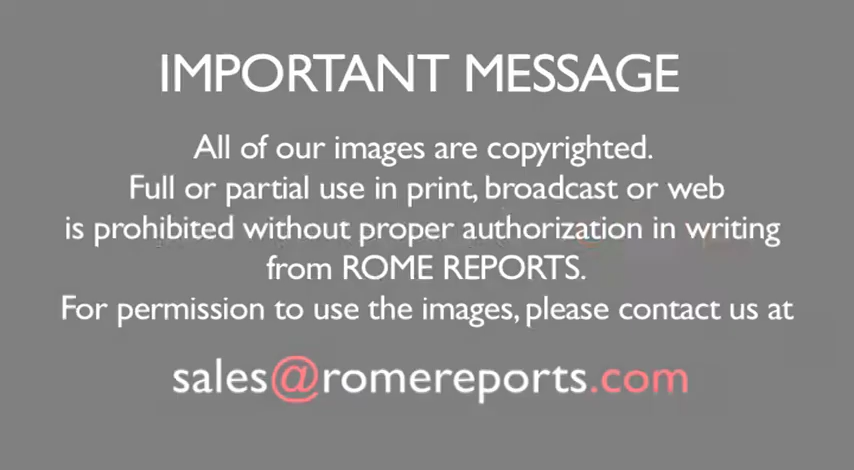 IMPORTANT MESSAGE
All of our images are copyrighted.
Full or partial use in print, broadcast or web
is prohibited without proper authorization in writing
from ROME REPORTS.
For permission to use the images, please contact us at
sales@romereports.com